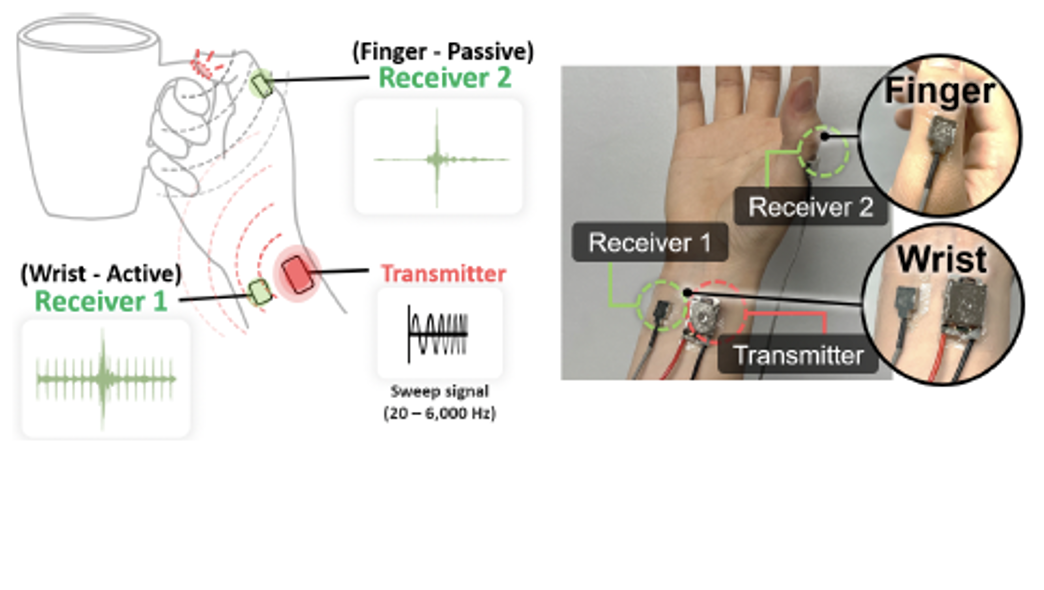 (Finger - Passive)
Receiver 2
(Wrist - Active)
Receiver 1
Transmitter
Sweep signal
(20 – 6,000 Hz)
Finger
Receiver 2
Receiver 1
Wrist
Transmitter